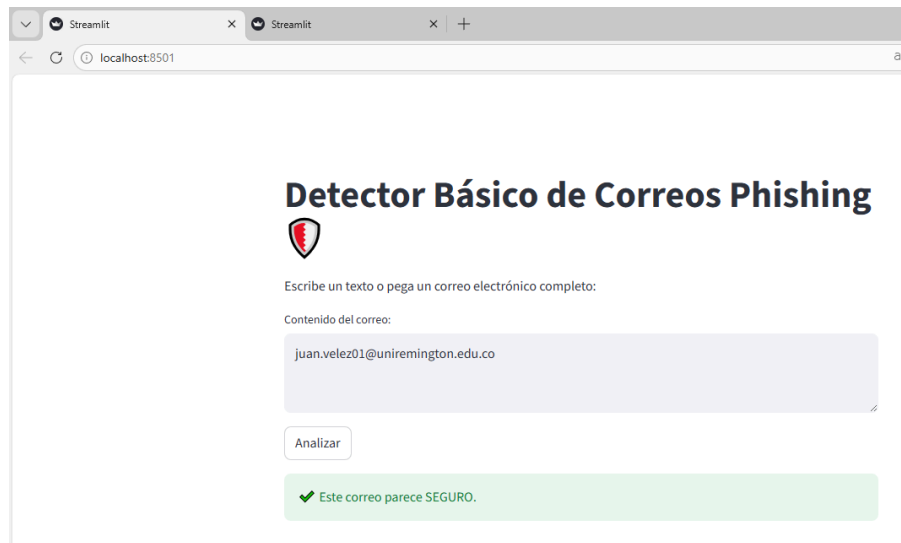 Streamlit
Streamlit
localhost:8501
a
Detector Básico de Correos Phishing
Escribe un texto o pega un correo electrónico completo:
Contenido del correo:
juan.velez01@uniremington.edu.co
Analizar
Este correo parece SEGURO.